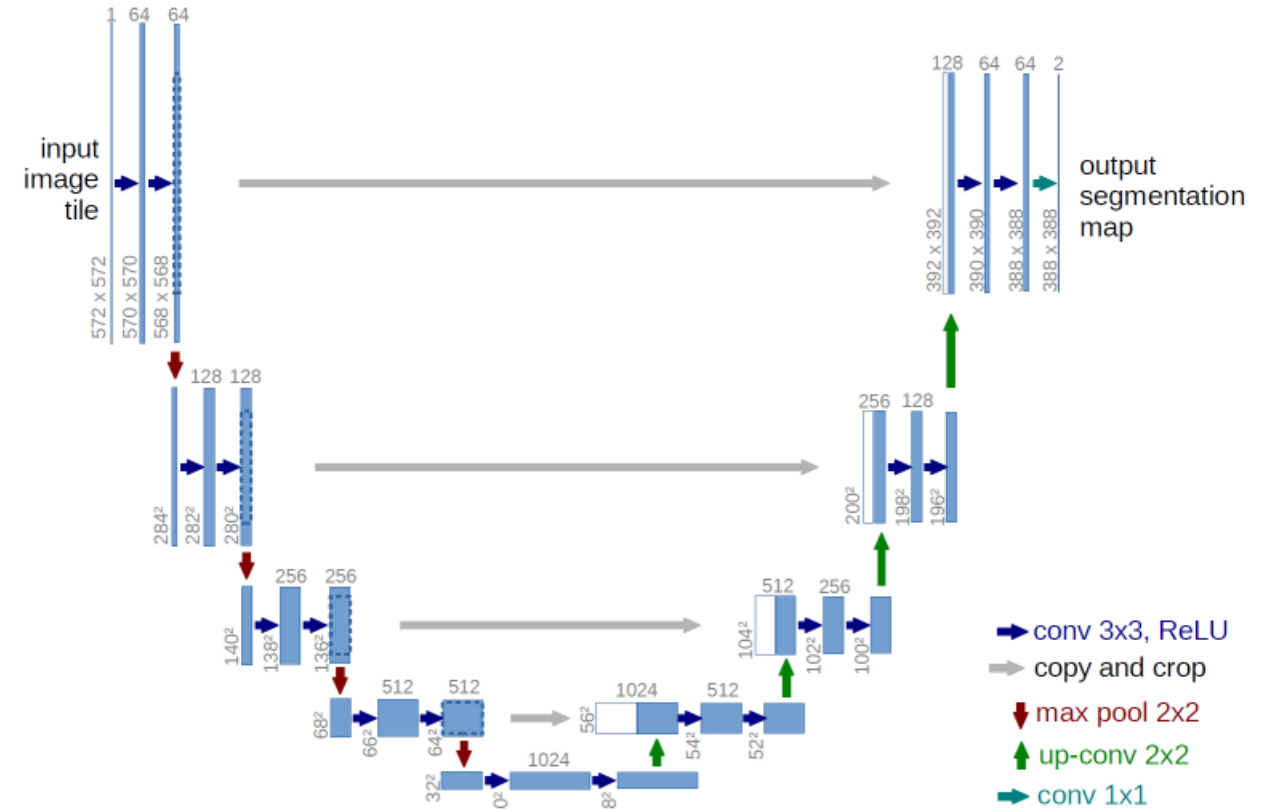 1 64 64
input
image
tile
572 x 572
570 x 570
568 x 568
128 64 64 2
output
segmentation
map
392 x 392
390 x 390
388 x 388
388 x 388
128 128
284²
282²
280²
256 128
200²
198²
196²
256 256
140²
138²
136²
512 256
104²
102²
100²
512 512
68²
66²
64²
1024 512
56²
54²
52²
1024
32²
0²
8²
conv 3x3, ReLU
copy and crop
max pool 2x2
up-conv 2x2
conv 1x1